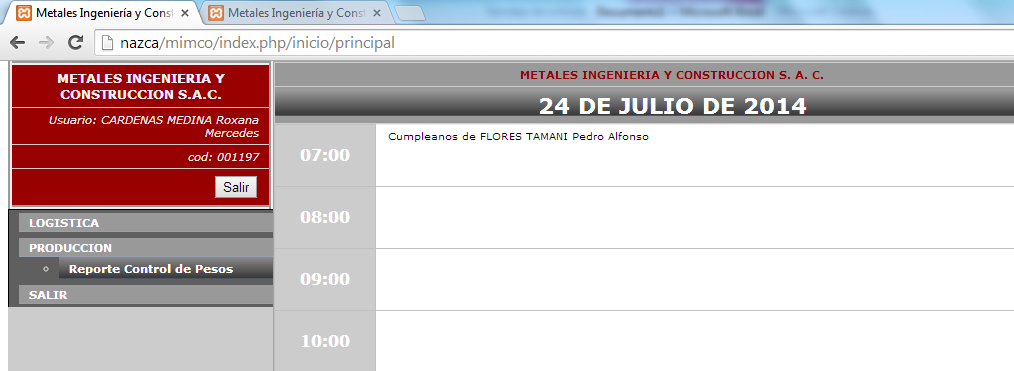 Metales Ingeniería y Const
Metales Ingeniería y Const
nazca/mimco/index.php/inicio/principal
METALES INGENIERIA Y
CONSTRUCCION S.A.C.
Usuario: CARDENAS MEDINA Roxana
Mercedes
cod: 001197
Salir
LOGISTICA
PRODUCCION
Reporte Control de Pesos
SALIR
METALES INGENIERIA Y CONSTRUCCION S. A. C.
24 DE JULIO DE 2014
07:00
Cumpleanos de FLORES TAMANI Pedro Alfonso
08:00
09:00
10:00